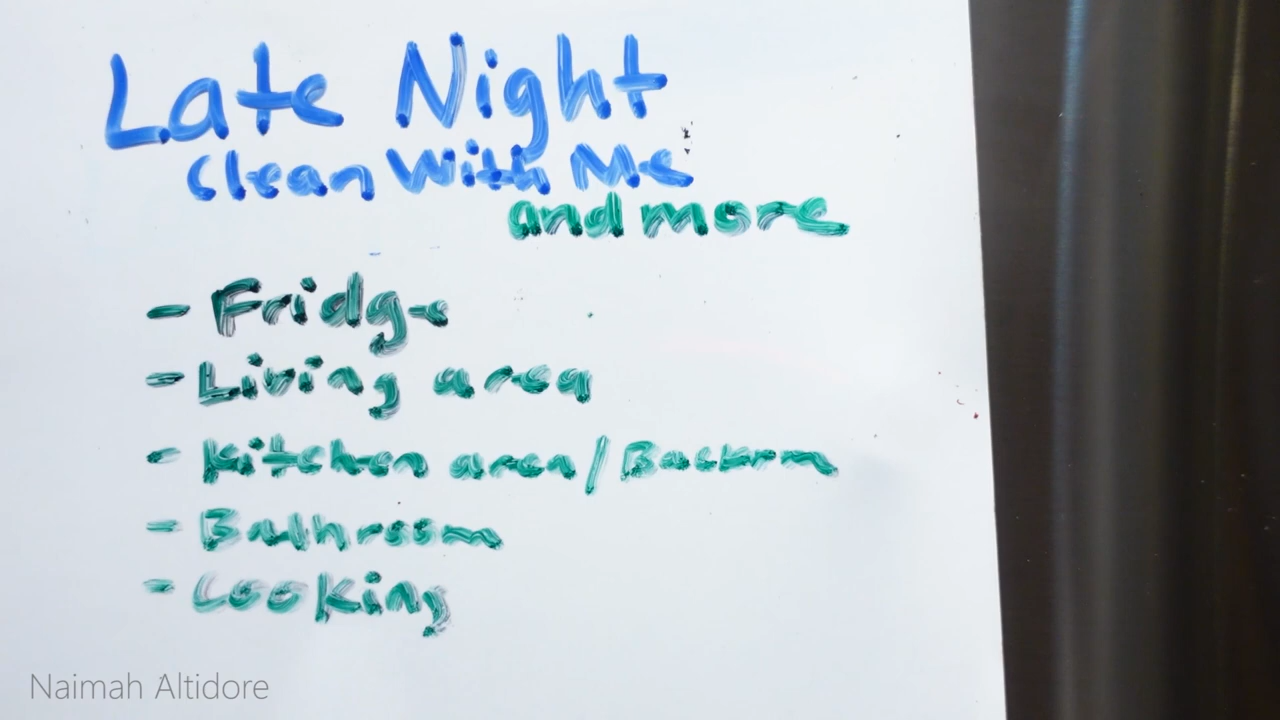 Late Night
Clean With Me
and more
- Fridge
- Living area
- Kitchen area/Backrm
- Bathroom
- Cooking
Naimah Altidore